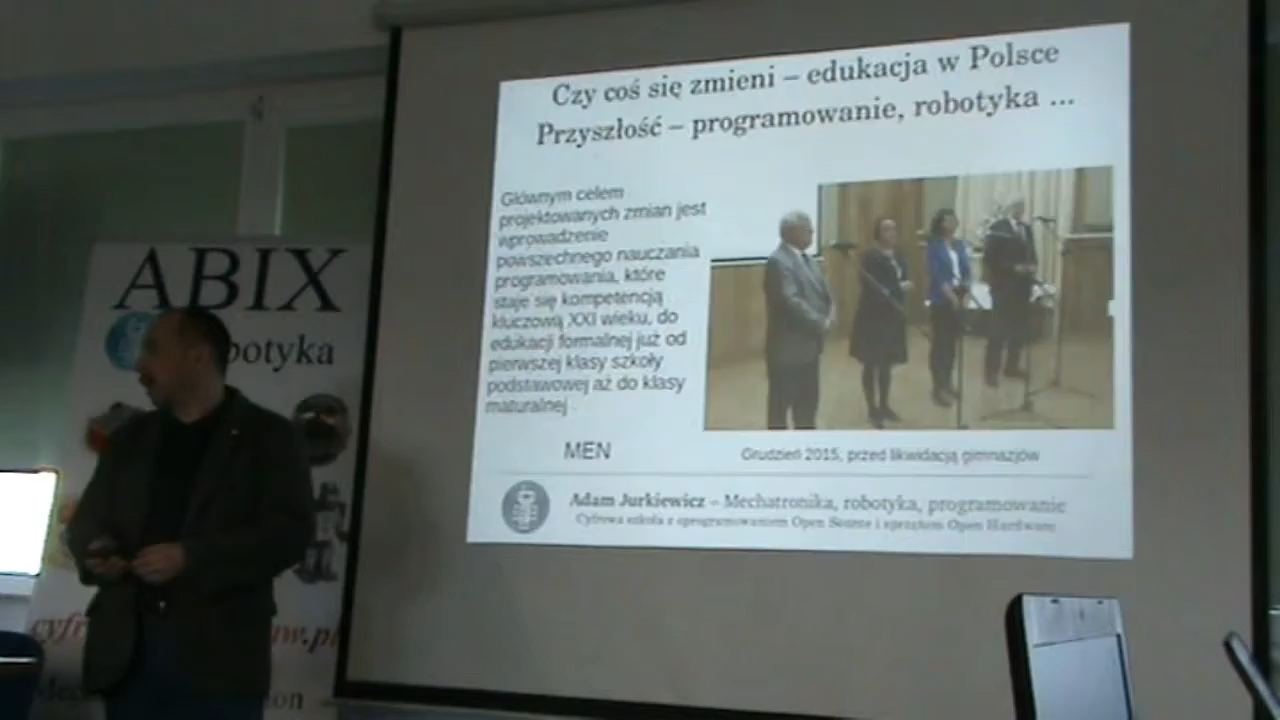 Czy coś się zmieni – edukacja w Polsce
Przyszłość – programowanie, robotyka ...
Głównym celem
projektowanych zmian jest
wprowadzenie
powszechnego nauczania
programowania, które
staje się kompetencją
kluczową XXI wieku, do
edukacji formalnej już od
pierwszej klasy szkoły
podstawowej aż do klasy
maturalnej
MEN
Grudzień 2015, przed likwidacją gimnazjów
Adam Jurkiewicz – Mechatronika, robotyka, programowanie
Cyfrowa szkoła z oprogramowaniem Open Source i sprzętem Open Hardware
ABIX
botyka